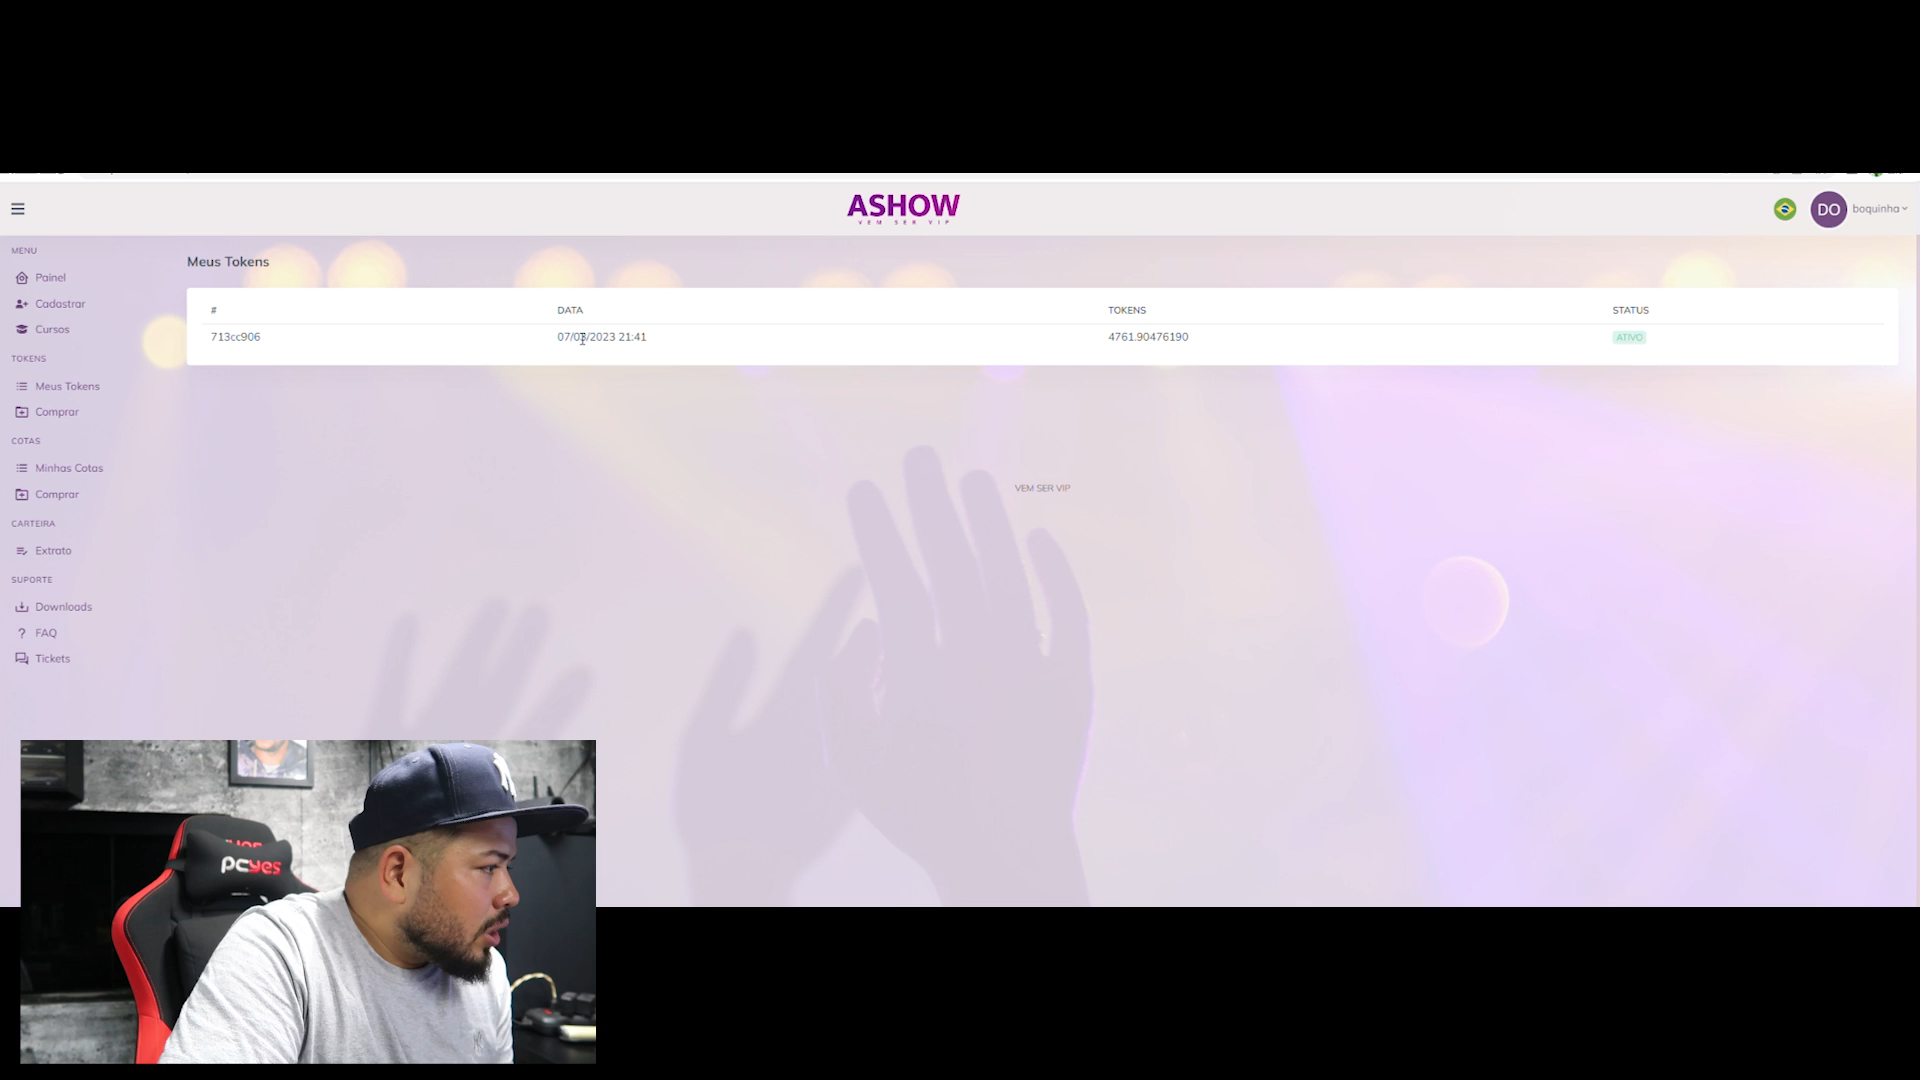 ASHOW
VEM SER VIP
DO boquinha
MENU
Painel
Cadastrar
Cursos
TOKENS
Meus Tokens
Comprar
COTAS
Minhas Cotas
Comprar
CARTEIRA
Extrato
SUPORTE
Downloads
FAQ
Tickets
Meus Tokens
# DATA TOKENS STATUS
713cc906 07/03/2023 21:41 4761.90476190 ATIVO
VEM SER VIP
pcyes